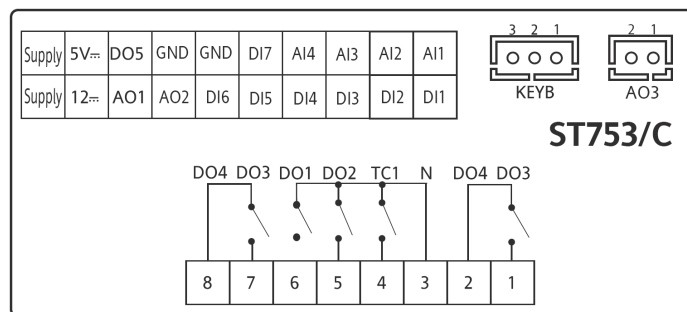 Supply 5V⎓ DO5 GND GND DI7 AI4 AI3 AI2 AI1
Supply 12⎓ AO1 AO2 DI6 DI5 DI4 DI3 DI2 DI1
3 2 1
KEYB
2 1
AO3
ST753/C
DO4 DO3 DO1 DO2 TC1 N DO4 DO3
8 7 6 5 4 3 2 1